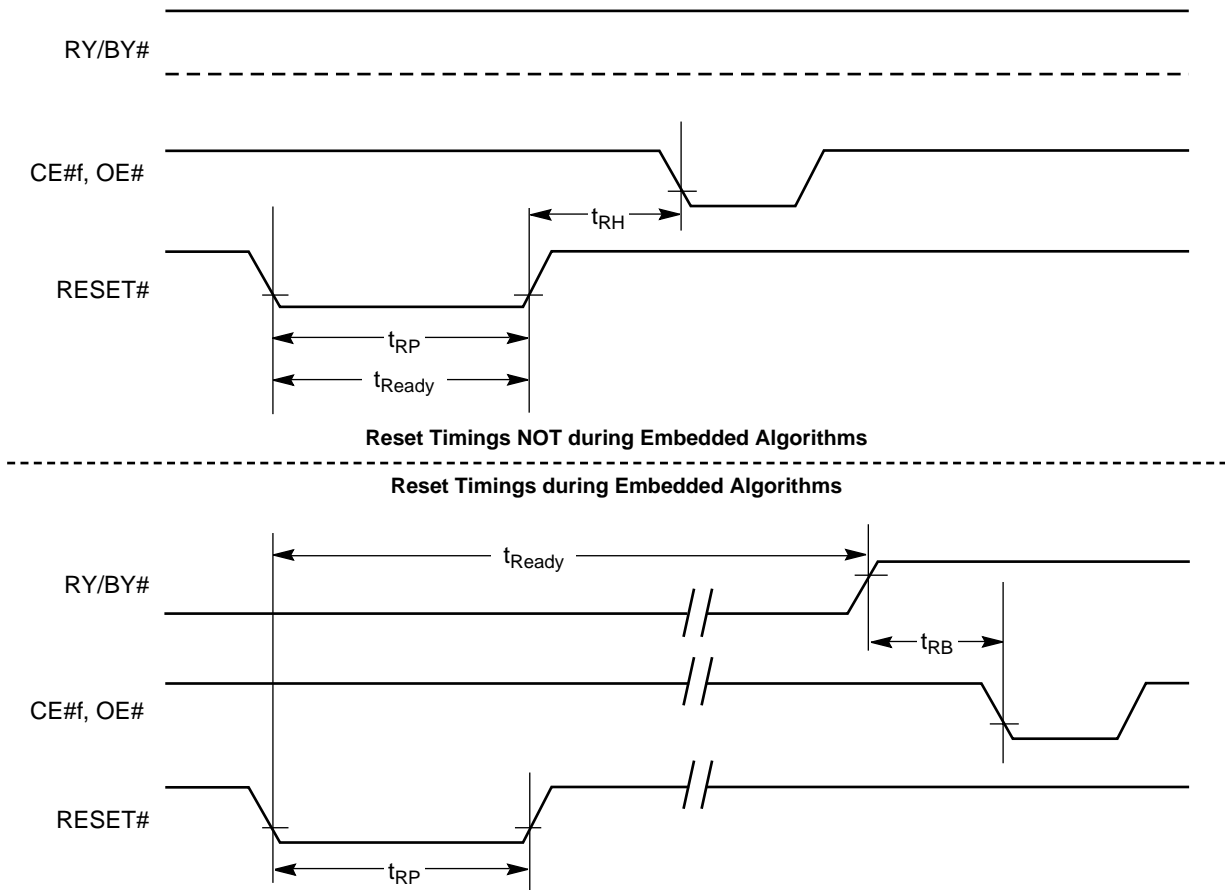 RY/BY#
CE#f, OE#
tRH
RESET#
tRP
tReady
Reset Timings NOT during Embedded Algorithms
Reset Timings during Embedded Algorithms
tReady
RY/BY#
tRB
CE#f, OE#
RESET#
tRP